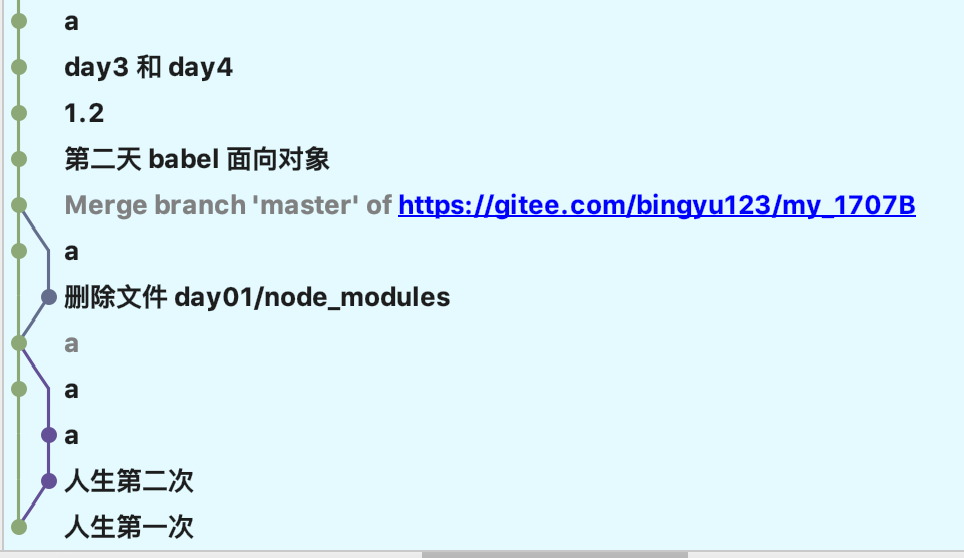 a
day3 和 day4
1.2
第二天 babel 面向对象
Merge branch 'master' of https://gitee.com/bingyu123/my_1707B
a
删除文件 day01/node_modules
a
a
a
人生第二次
人生第一次